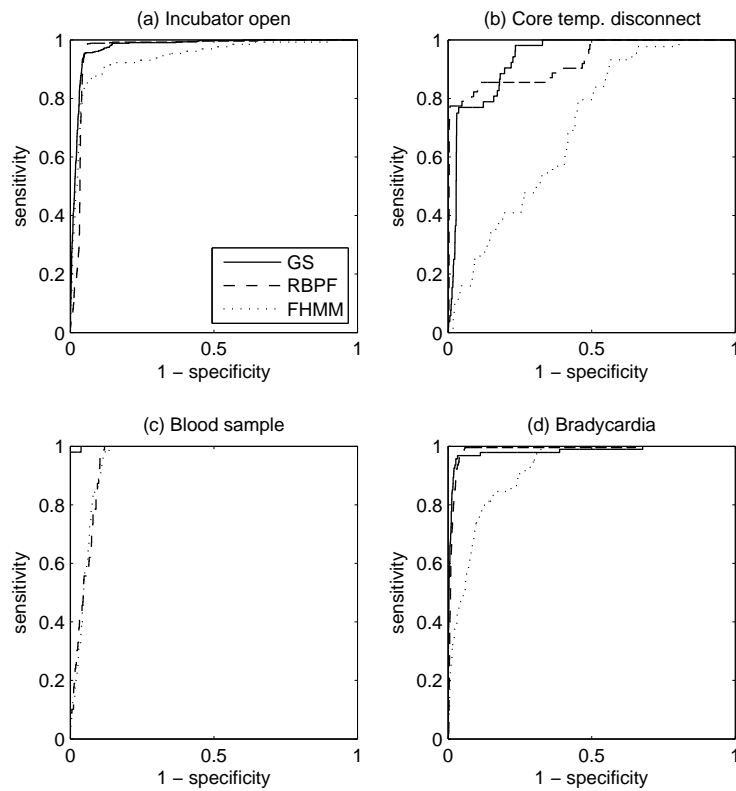 (a) Incubator open
1
0.8
0.6
0.4
0.2
0
sensitivity
0
0.5
1
1 − specificity
GS
RBPF
FHMM
(b) Core temp. disconnect
1
0.8
0.6
0.4
0.2
0
sensitivity
0
0.5
1
1 − specificity
(c) Blood sample
1
0.8
0.6
0.4
0.2
0
sensitivity
0
0.5
1
1 − specificity
(d) Bradycardia
1
0.8
0.6
0.4
0.2
0
sensitivity
0
0.5
1
1 − specificity